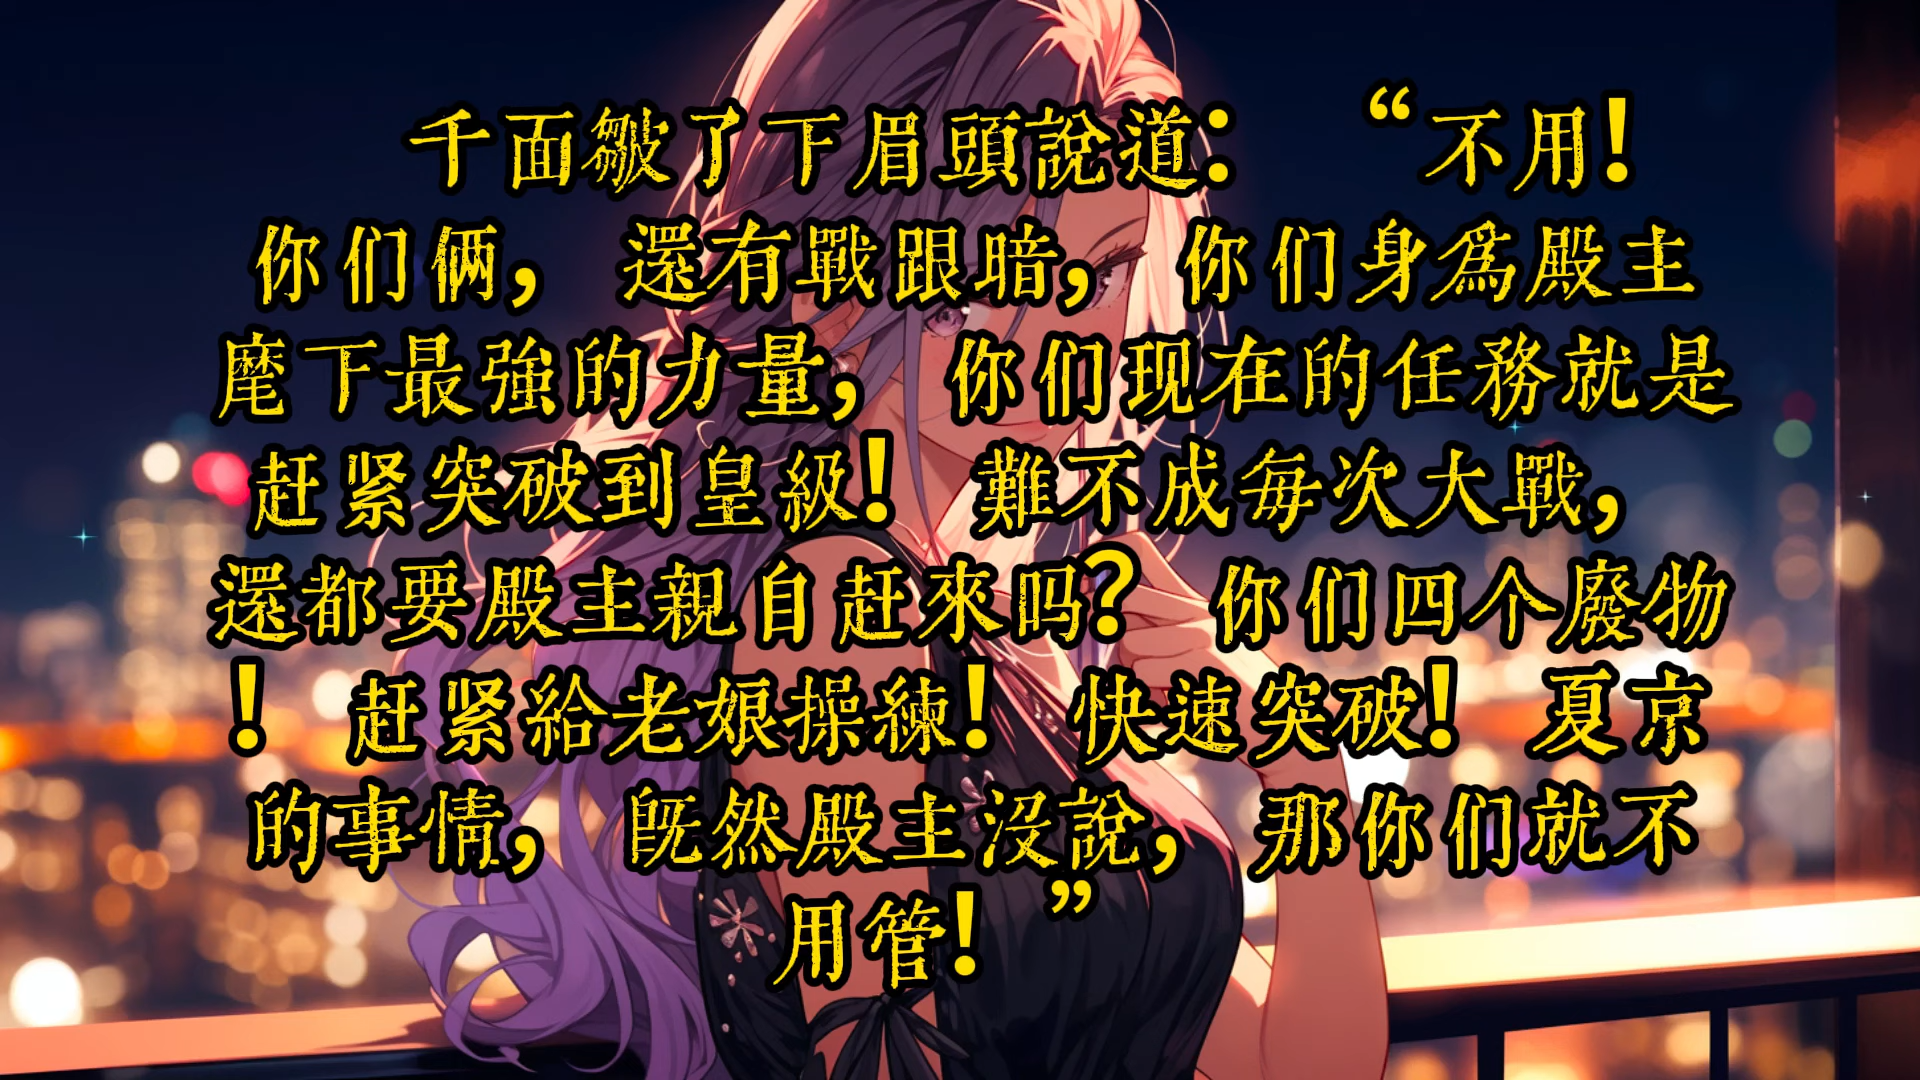 千面皺了下眉頭說道：“不用！
你们俩，還有戰跟暗，你们身爲殿主
麾下最強的力量，你们现在的任務就是
赶紧突破到皇級！難不成每次大戰，
還都要殿主親自赶來吗？你们四个廢物
！赶紧給老娘操練！快速突破！夏京
的事情，既然殿主没說，那你们就不
用管！”